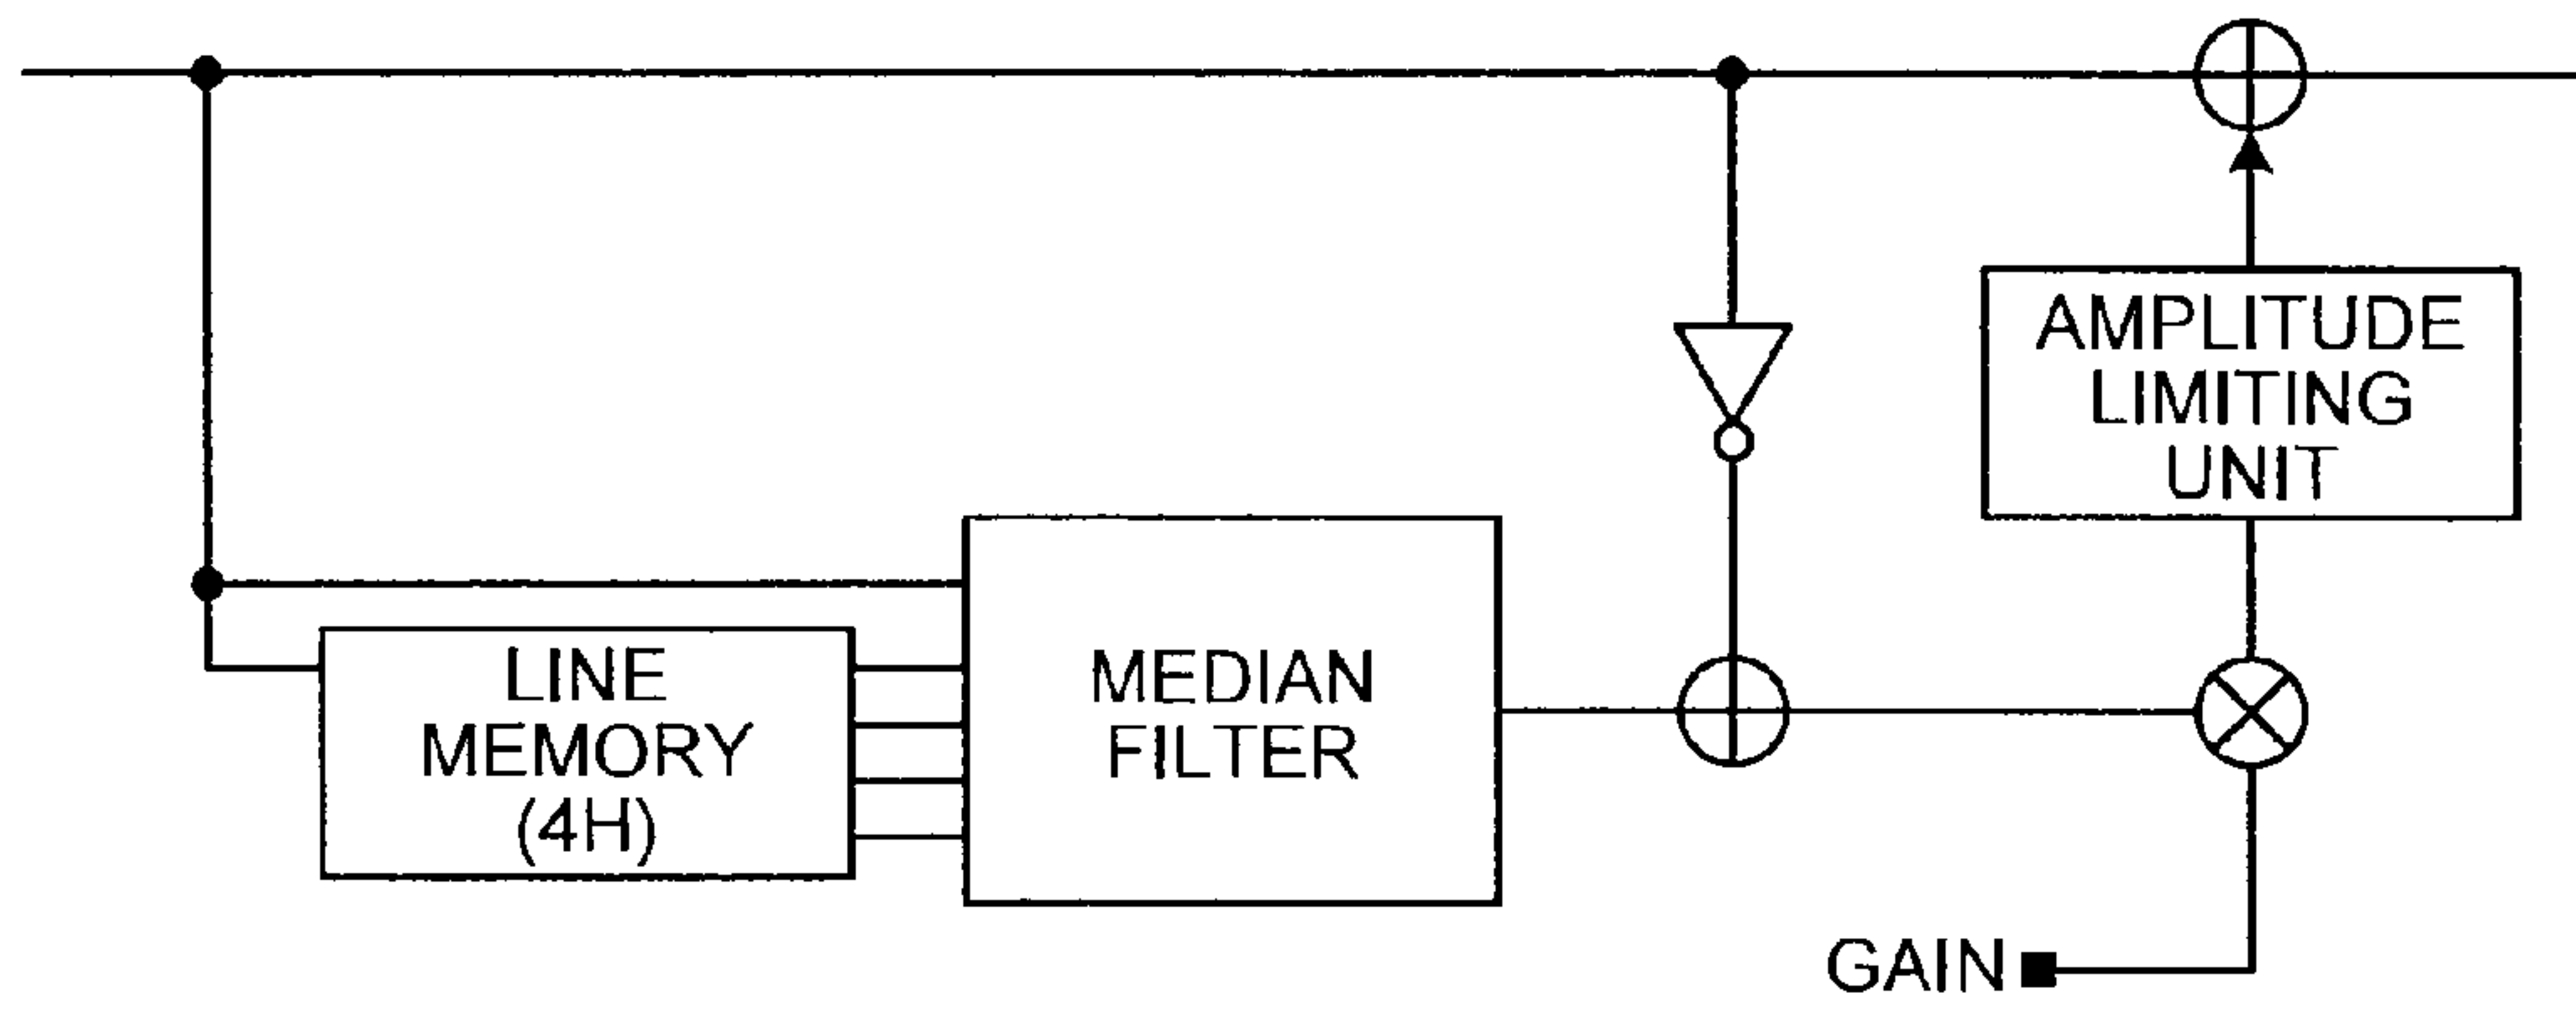 AMPLITUDE
LIMITING
UNIT
LINE
MEMORY
(4H)
MEDIAN
FILTER
GAIN